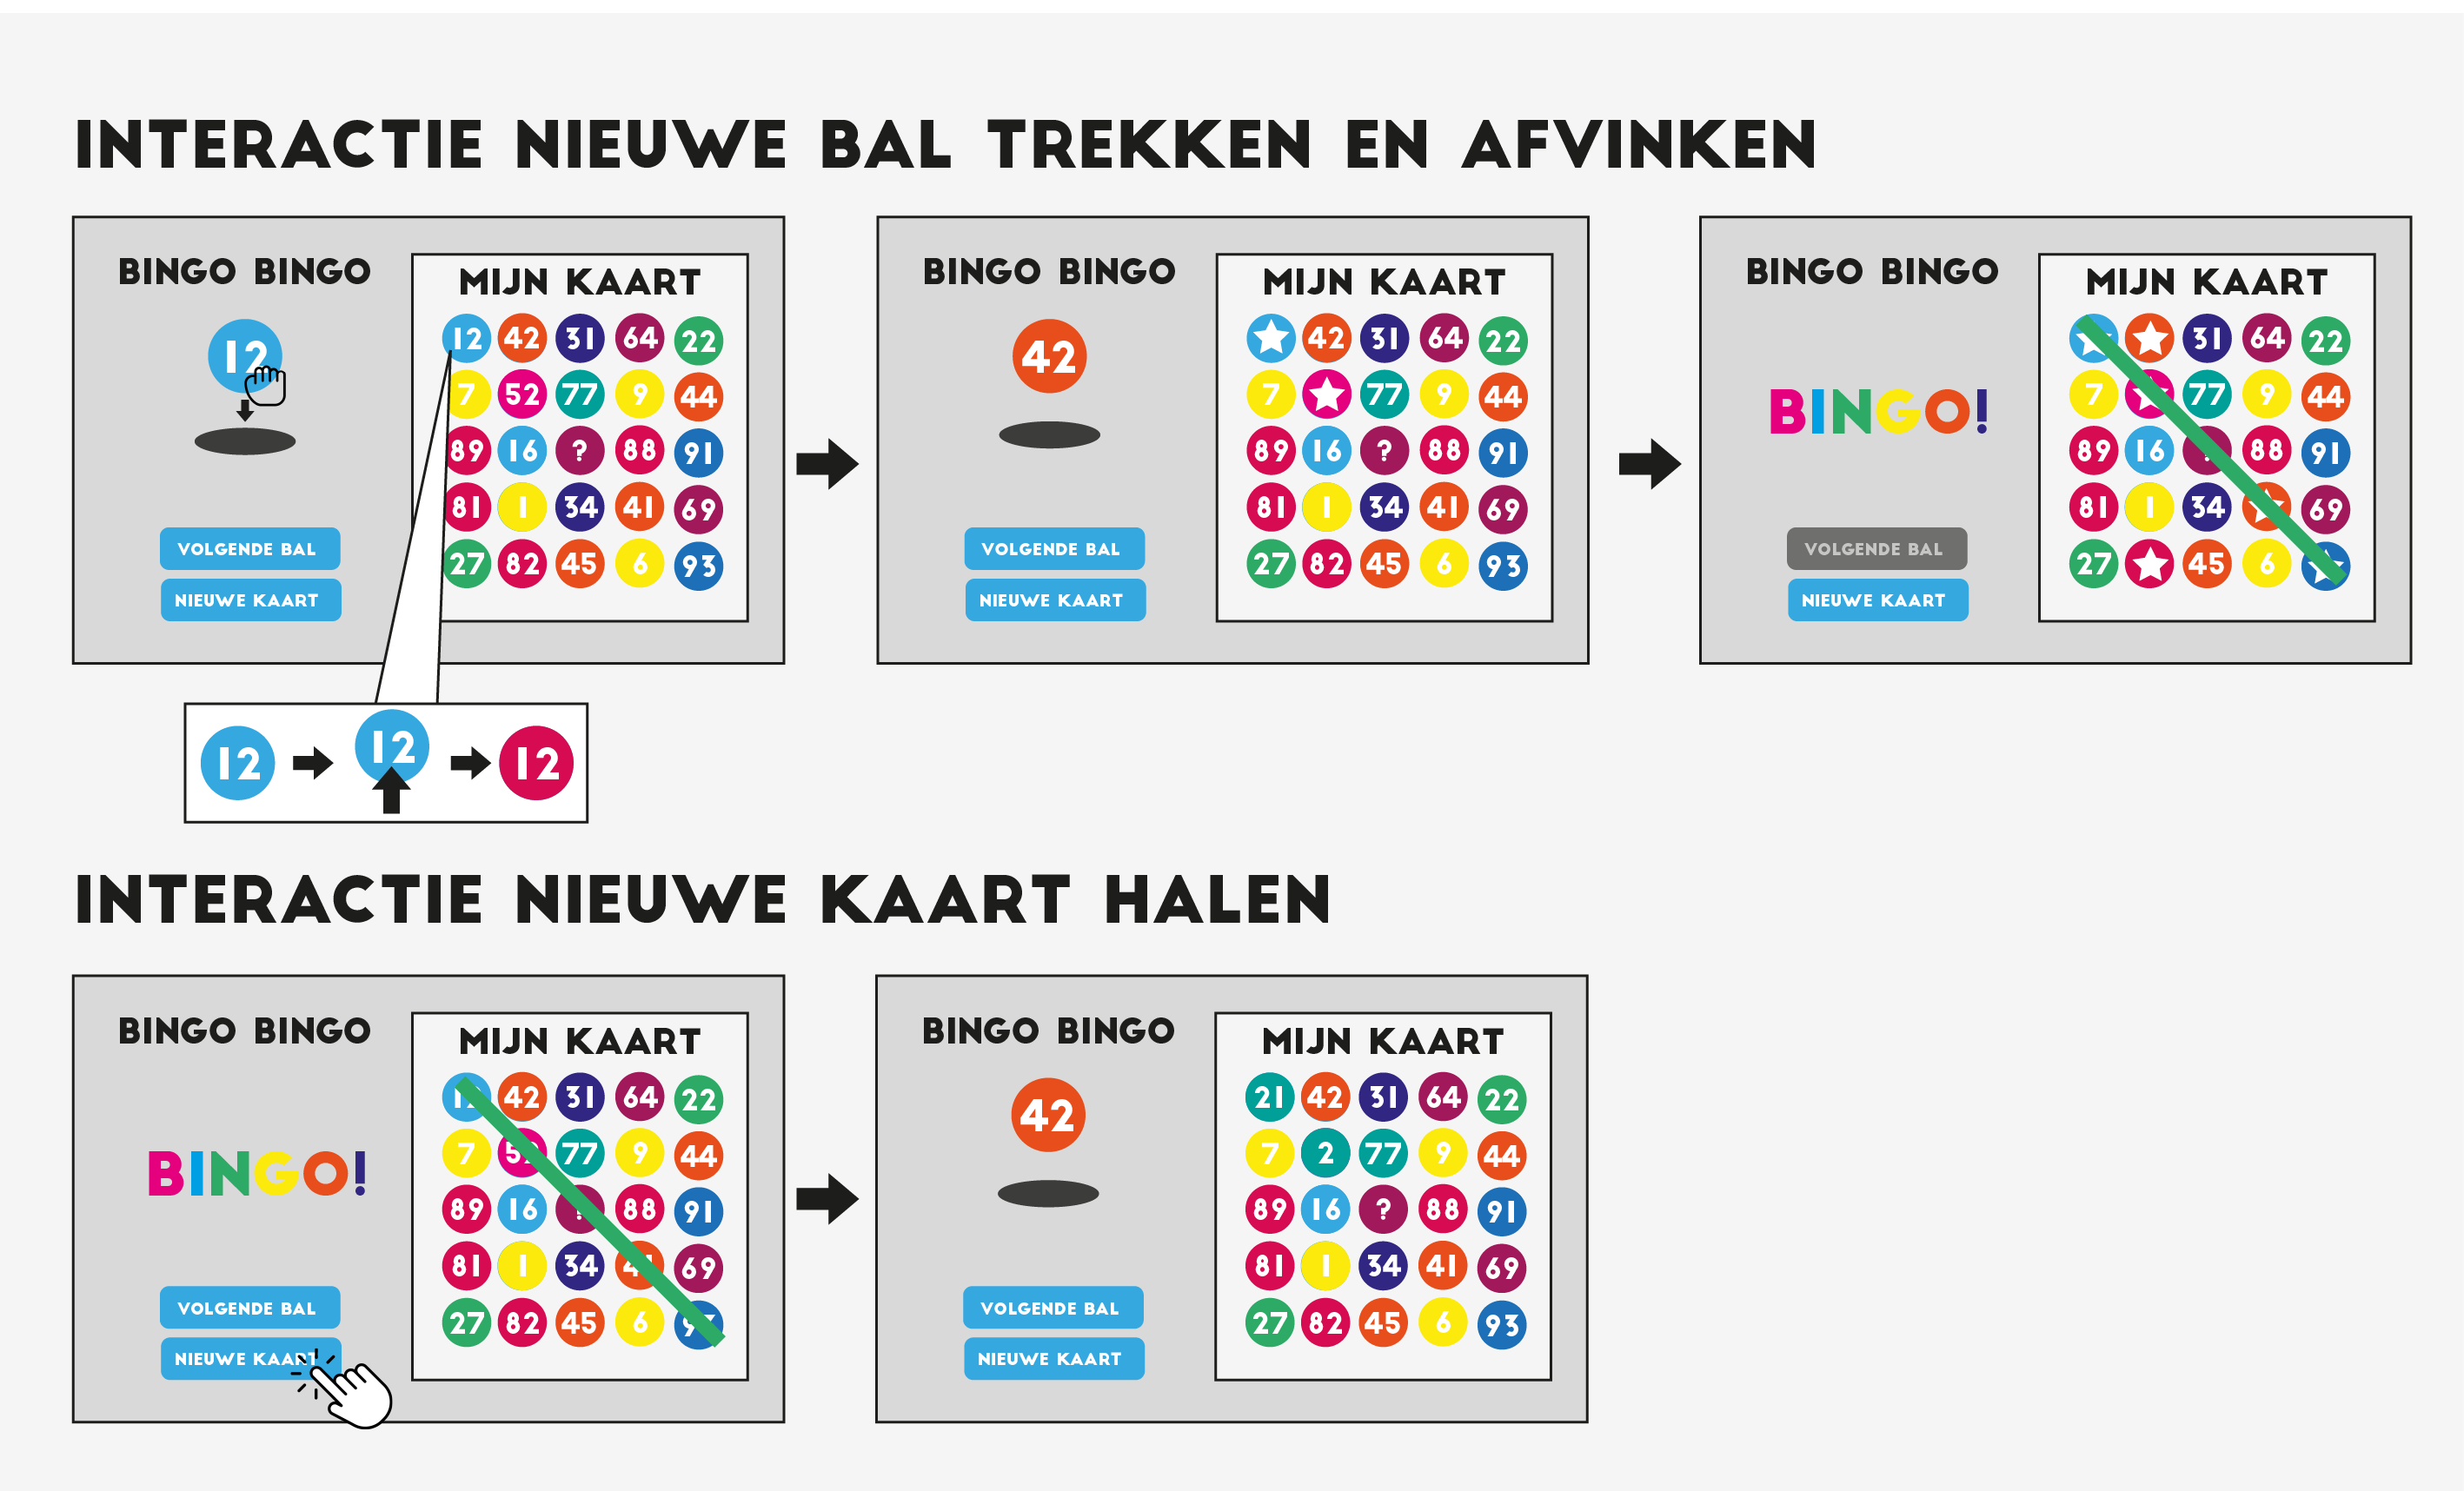 INTERACTIE NIEUWE BAL TREKKEN EN AFVINKEN
BINGO BINGO
12
VOLGENDE BAL
NIEUWE KAART
MIJN KAART
12 42 31 64 22
7 52 77 9 44
89 16 ? 88 91
81 1 34 41 69
27 82 45 6 93
12 12 12
BINGO BINGO
42
VOLGENDE BAL
NIEUWE KAART
MIJN KAART
42 31 64 22
7 77 9 44
89 16 ? 88 91
81 1 34 41 69
27 82 45 6 93
BINGO BINGO
BINGO!
VOLGENDE BAL
NIEUWE KAART
MIJN KAART
31 64 22
7 77 9 44
89 16 ? 88 91
81 1 34 69
27 45 6
INTERACTIE NIEUWE KAART HALEN
BINGO BINGO
BINGO!
VOLGENDE BAL
NIEUWE KAART
MIJN KAART
12 42 31 64 22
7 52 77 9 44
89 16 ? 88 91
81 1 34 41 69
27 82 45 6 93
BINGO BINGO
42
VOLGENDE BAL
NIEUWE KAART
MIJN KAART
21 42 31 64 22
7 2 77 9 44
89 16 ? 88 91
81 1 34 41 69
27 82 45 6 93